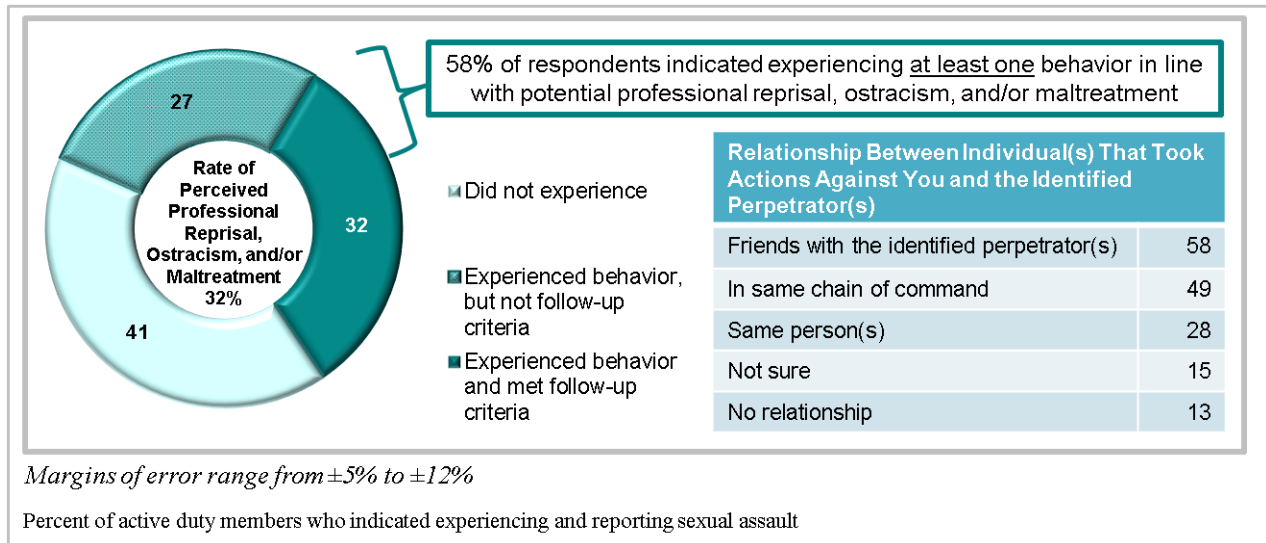 58% of respondents indicated experiencing at least one behavior in line
with potential professional reprisal, ostracism, and/or maltreatment
27
32
41
Rate of
Perceived
Professional
Reprisal,
Ostracism, and/or
Maltreatment
32%
Did not experience
Experienced behavior,
but not follow-up
criteria
Experienced behavior
and met follow-up
criteria
Relationship Between Individual(s) That Took
Actions Against You and the Identified
Perpetrator(s)
Friends with the identified perpetrator(s) 58
In same chain of command 49
Same person(s) 28
Not sure 15
No relationship 13
Margins of error range from ±5% to ±12%
Percent of active duty members who indicated experiencing and reporting sexual assault